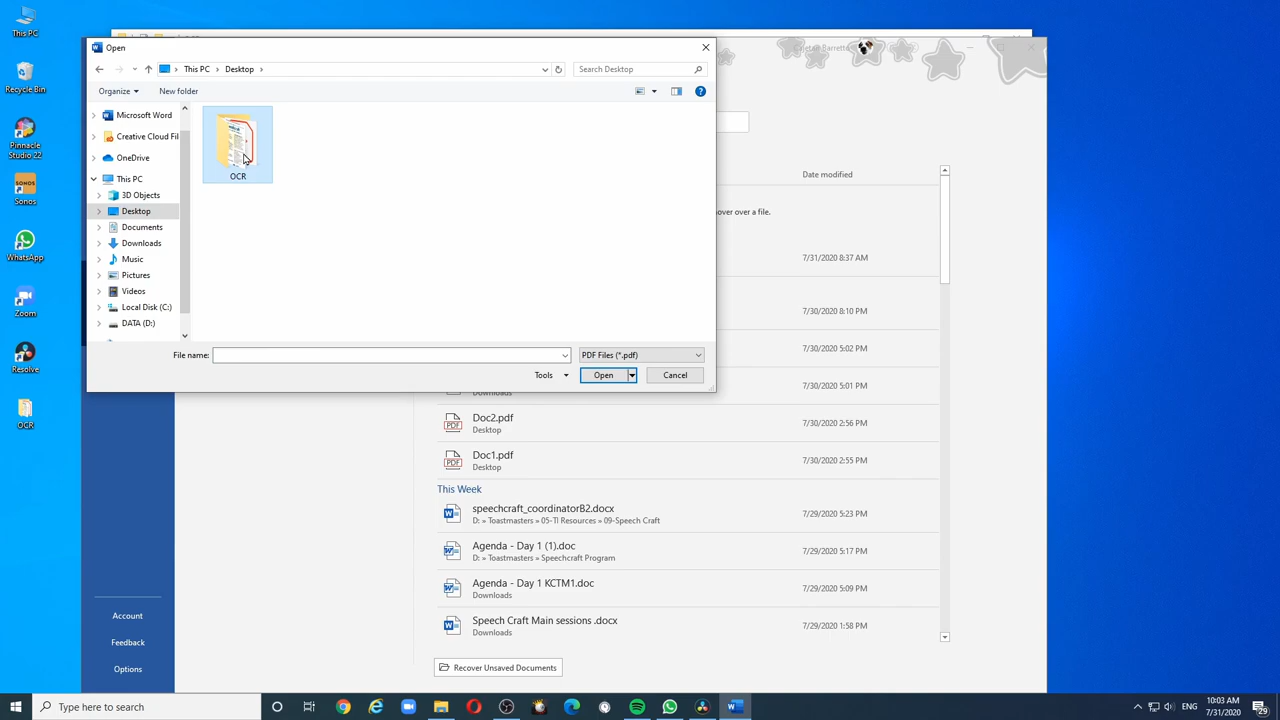 This PC
Recycle Bin
Pinnacle
Studio 22
SONOS
Sonos
WhatsApp
Zoom
Resolve
OCR
Open
This PC
Desktop
Search Desktop
Organize
New folder
Microsoft Word
Creative Cloud Fil
OneDrive
This PC
3D Objects
Desktop
Documents
Downloads
Music
Pictures
Videos
Local Disk (C:)
DATA (D:)
OCR
File name:
PDF Files (*.pdf)
Tools
Open
Cancel
Date modified
over over a file.
7/31/2020 8:37 AM
7/30/2020 8:10 PM
7/30/2020 5:02 PM
7/30/2020 5:01 PM
Downloads
Doc2.pdf
Desktop
7/30/2020 2:56 PM
Doc1.pdf
Desktop
7/30/2020 2:55 PM
This Week
speechcraft_coordinatorB2.docx
D: » Toastmasters » 05-TI Resources » 09-Speech Craft
7/29/2020 5:23 PM
Agenda - Day 1 (1).doc
D: » Toastmasters » Speechcraft Program
7/29/2020 5:17 PM
Agenda - Day 1 KCTM1.doc
Downloads
7/29/2020 5:09 PM
Speech Craft Main sessions .docx
Downloads
7/29/2020 1:58 PM
Recover Unsaved Documents
Account
Feedback
Options
Type here to search
ENG
10:03 AM
7/31/2020
29